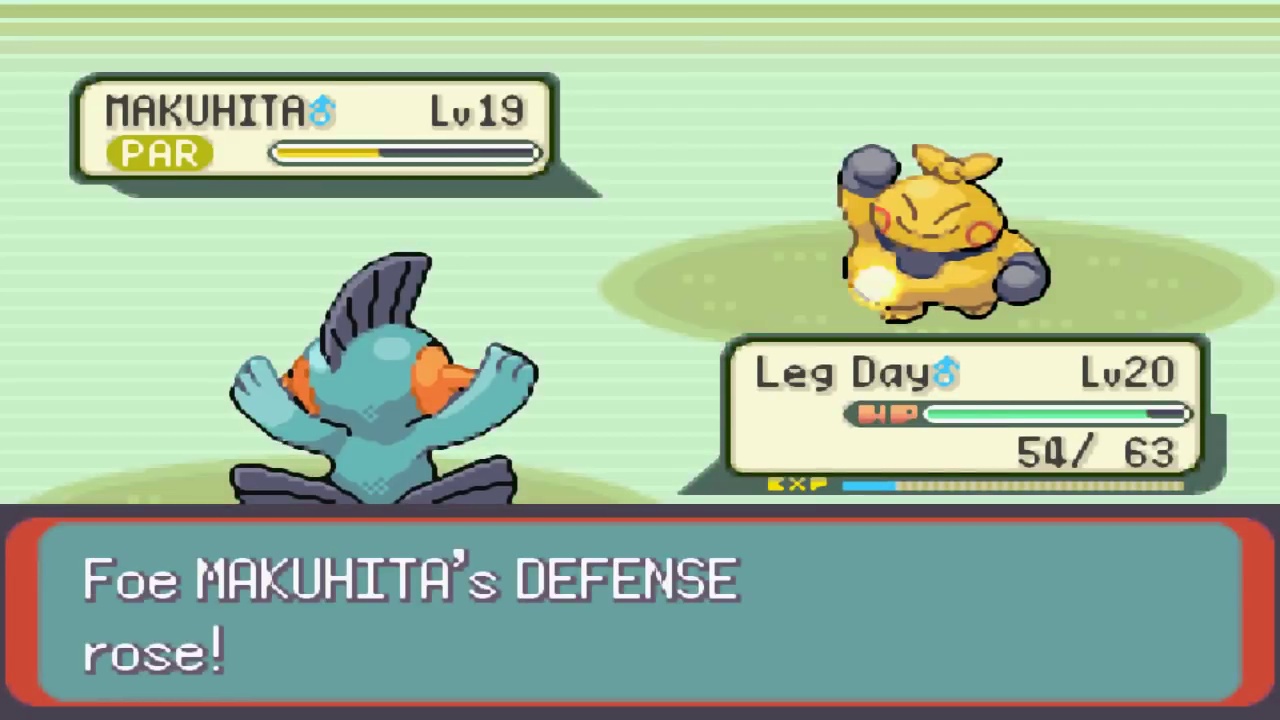 MAKUHITA♂ Lv19
PAR
Leg Day♂ Lv20
HP
54/ 63
EXP
Foe MAKUHITA's DEFENSE
rose!